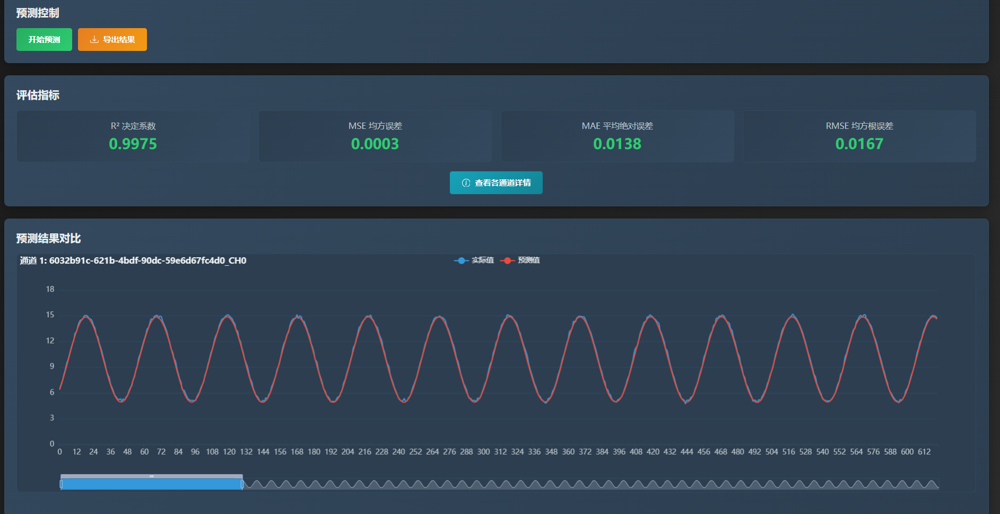 预测控制
开始预测
导出结果
评估指标
R² 决定系数
0.9975
MSE 均方误差
0.0003
MAE 平均绝对误差
0.0138
RMSE 均方根误差
0.0167
查看各通道详情
预测结果对比
通道 1: 6032b91c-621b-4bdf-90dc-59e6d67fc4d0_CH0
实际值
预测值
18
15
12
9
6
3
0
0 12 24 36 48 60 72 84 96 108 120 132 144 156 168 180 192 204 216 228 240 252 264 276 288 300 312 324 336 348 360 372 384 396 408 420 432 444 456 468 480 492 504 516 528 540 552 564 576 588 600 612